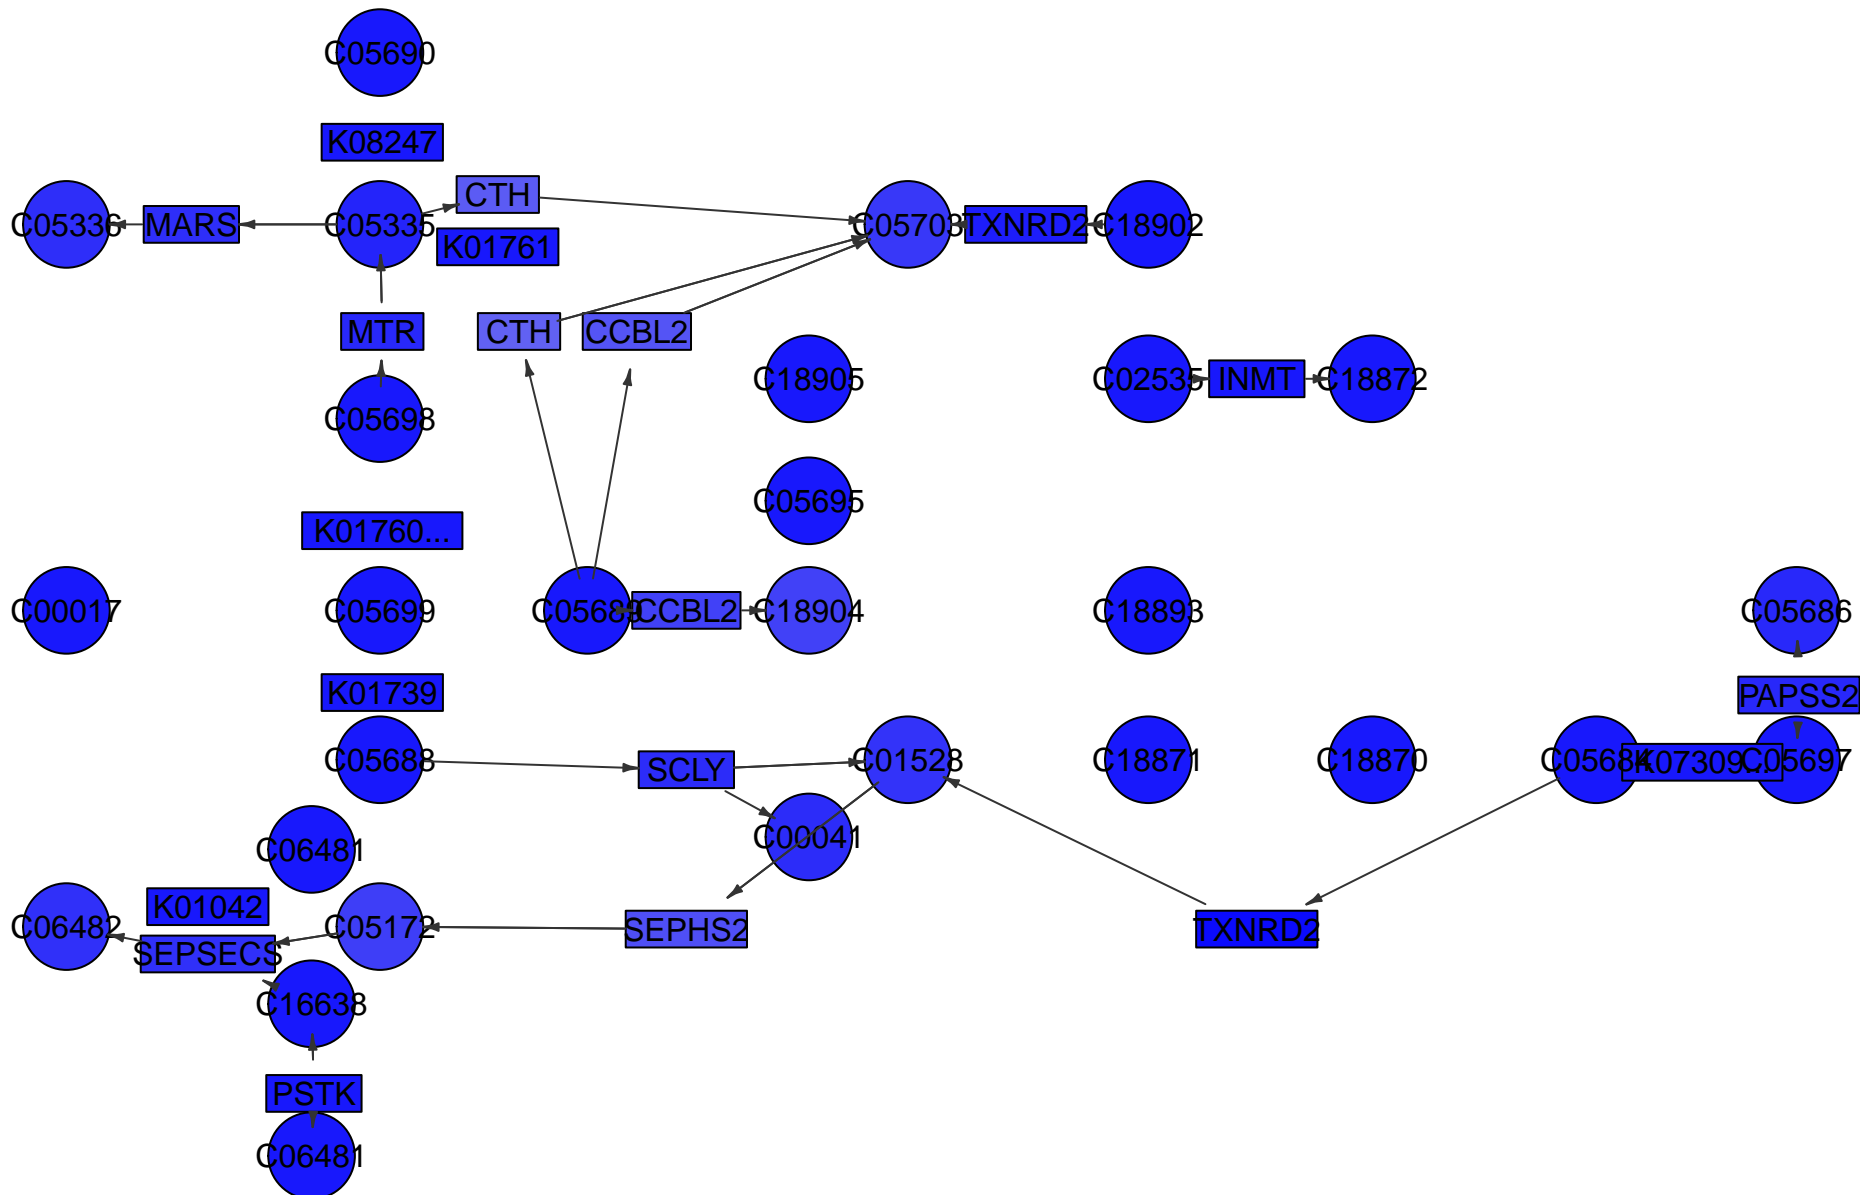 C05690
K08247
CTH
C05336
MARS
C05335
K01761
C05703
TXNRD2
C18902
MTR
CTH
CCBL2
C18905
C02535
INMT
C18872
C05698
C05695
K01760...
C00017
C05699
C05689
CCBL2
C18904
C18893
C05686
K01739
PAPSS2
C05688
SCLY
C01528
C18871
C18870
C05684
K07309...
C05697
C06481
C00041
K01042
C06482
SEPSECS
C05172
SEPHS2
TXNRD2
C16638
PSTK
C06481